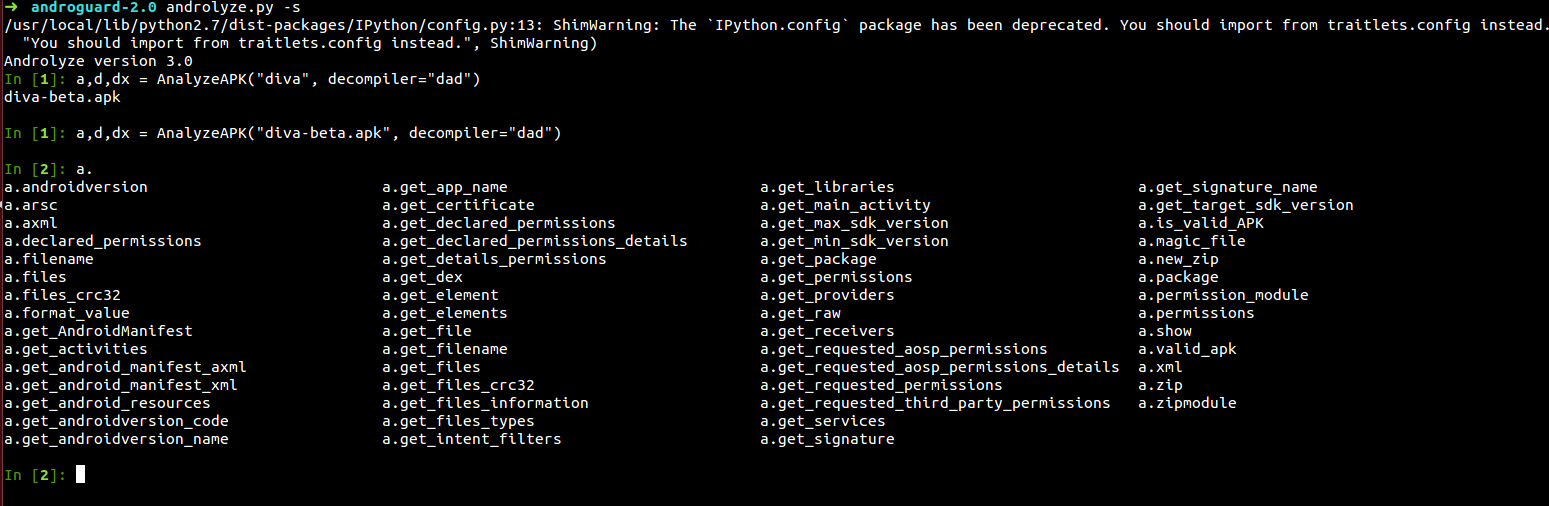 ➜  androguard-2.0 androlyze.py -s
/usr/local/lib/python2.7/dist-packages/IPython/config.py:13: ShimWarning: The `IPython.config` package has been deprecated. You should import from traitlets.config instead.
  "You should import from traitlets.config instead.", ShimWarning)
Androlyze version 3.0
In [1]: a,d,dx = AnalyzeAPK("diva", decompiler="dad")
diva-beta.apk
In [1]: a,d,dx = AnalyzeAPK("diva-beta.apk", decompiler="dad")
In [2]: a.
a.androidversion a.get_app_name a.get_libraries a.get_signature_name
a.arsc a.get_certificate a.get_main_activity a.get_target_sdk_version
a.axml a.get_declared_permissions a.get_max_sdk_version a.is_valid_APK
a.declared_permissions a.get_declared_permissions_details a.get_min_sdk_version a.magic_file
a.filename a.get_details_permissions a.get_package a.new_zip
a.files a.get_dex a.get_permissions a.package
a.files_crc32 a.get_element a.get_providers a.permission_module
a.format_value a.get_elements a.get_raw a.permissions
a.get_AndroidManifest a.get_file a.get_receivers a.show
a.get_activities a.get_filename a.get_requested_aosp_permissions a.valid_apk
a.get_android_manifest_axml a.get_files a.get_requested_aosp_permissions_details a.xml
a.get_android_manifest_xml a.get_files_crc32 a.get_requested_permissions a.zip
a.get_android_resources a.get_files_information a.get_requested_third_party_permissions a.zipmodule
a.get_androidversion_code a.get_files_types a.get_services
a.get_androidversion_name a.get_intent_filters a.get_signature
In [2]: